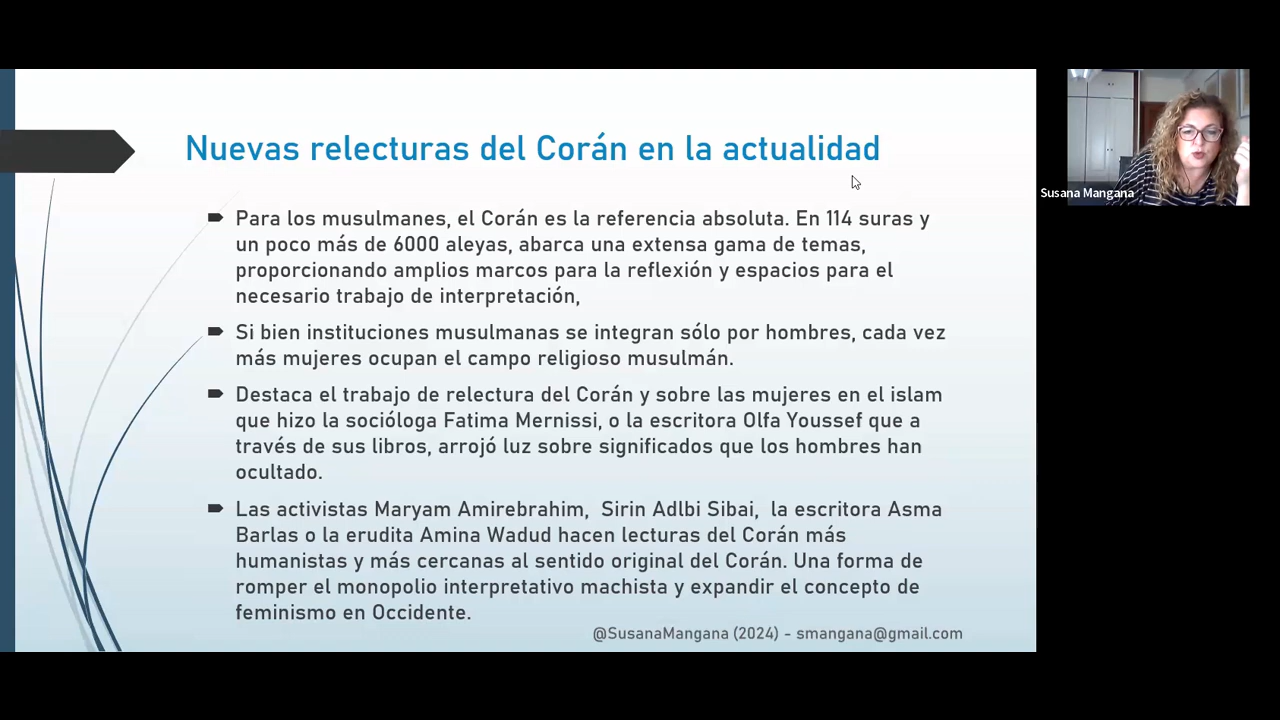 Nuevas relecturas del Corán en la actualidad
Para los musulmanes, el Corán es la referencia absoluta. En 114 suras y
un poco más de 6000 aleyas, abarca una extensa gama de temas,
proporcionando amplios marcos para la reflexión y espacios para el
necesario trabajo de interpretación,
Si bien instituciones musulmanas se integran sólo por hombres, cada vez
más mujeres ocupan el campo religioso musulmán.
Destaca el trabajo de relectura del Corán y sobre las mujeres en el islam
que hizo la socióloga Fatima Mernissi, o la escritora Olfa Youssef que a
través de sus libros, arrojó luz sobre significados que los hombres han
ocultado.
Las activistas Maryam Amirebrahim, Sirin Adlbi Sibai, la escritora Asma
Barlas o la erudita Amina Wadud hacen lecturas del Corán más
humanistas y más cercanas al sentido original del Corán. Una forma de
romper el monopolio interpretativo machista y expandir el concepto de
feminismo en Occidente.
@SusanaMangana (2024) - smangana@gmail.com
Susana Mangana